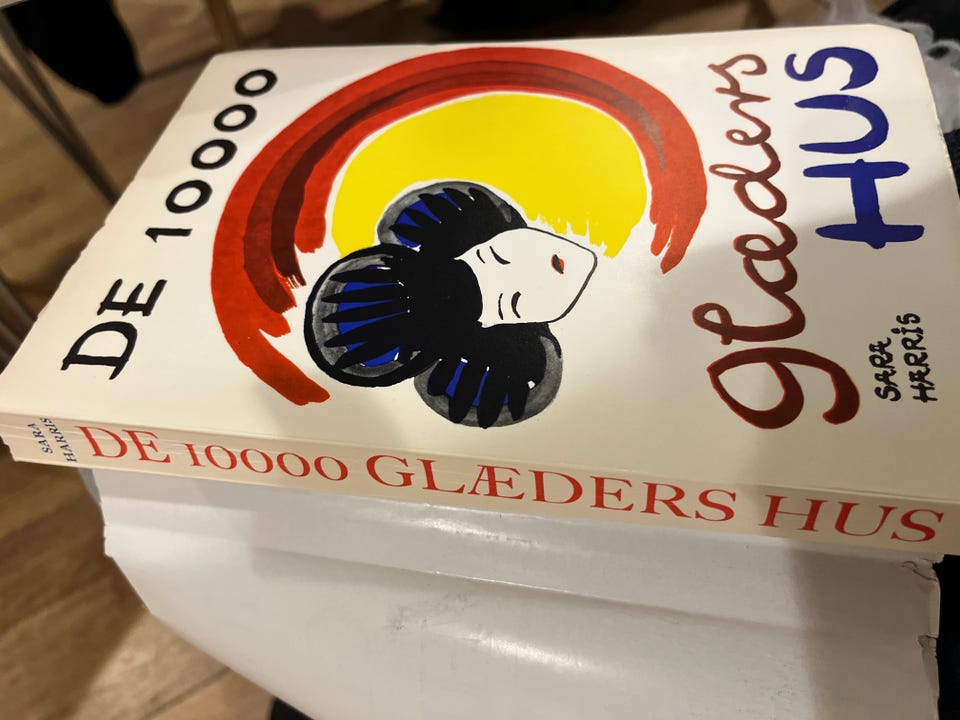 DE 10000
glæders
HUS
SARA
HARRIS
SARA
HARRIS
DE 10000 GLÆDERS HUS